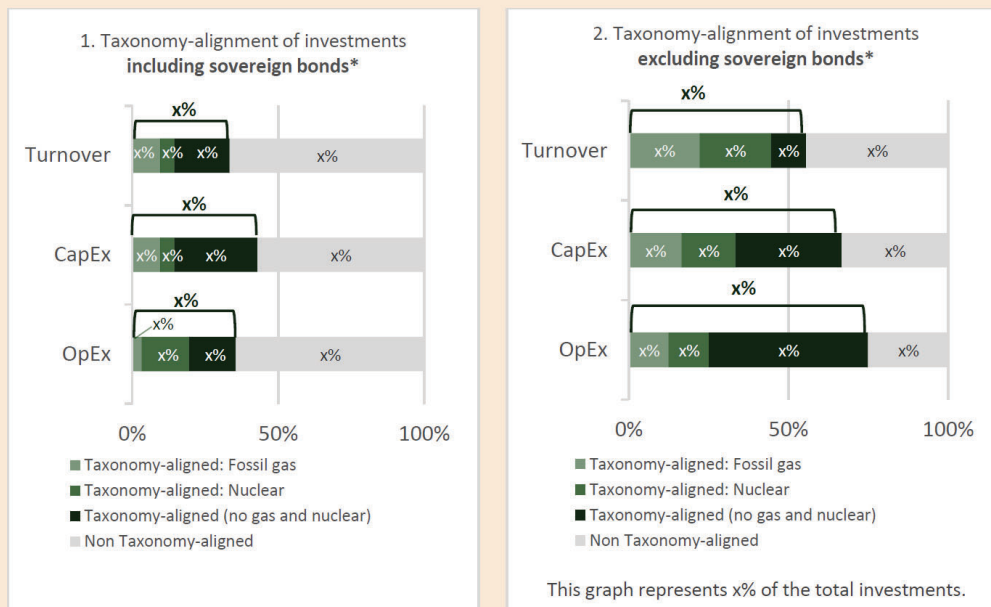 1. Taxonomy-alignment of investments
including sovereign bonds*
x%
Turnover
x% x% x% x%
x%
CapEx
x% x% x% x%
x%
x%
OpEx
x% x% x%
0% 50% 100%
Taxonomy-aligned: Fossil gas
Taxonomy-aligned: Nuclear
Taxonomy-aligned (no gas and nuclear)
Non Taxonomy-aligned
2. Taxonomy-alignment of investments
excluding sovereign bonds*
x%
Turnover
x% x% x% x%
x%
CapEx
x% x% x% x%
x%
OpEx
x% x% x% x%
0% 50% 100%
Taxonomy-aligned: Fossil gas
Taxonomy-aligned: Nuclear
Taxonomy-aligned (no gas and nuclear)
Non Taxonomy-aligned
This graph represents x% of the total investments.